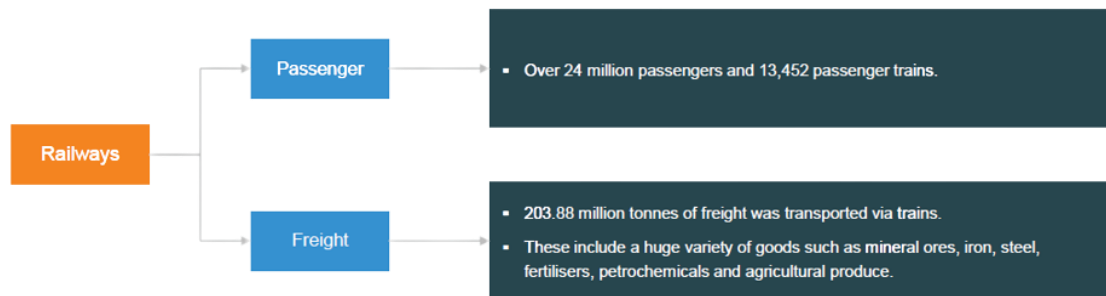 Railways
Passenger
▪ Over 24 million passengers and 13,452 passenger trains.
Freight
▪ 203.88 million tonnes of freight was transported via trains.
▪ These include a huge variety of goods such as mineral ores, iron, steel,
fertilisers, petrochemicals and agricultural produce.